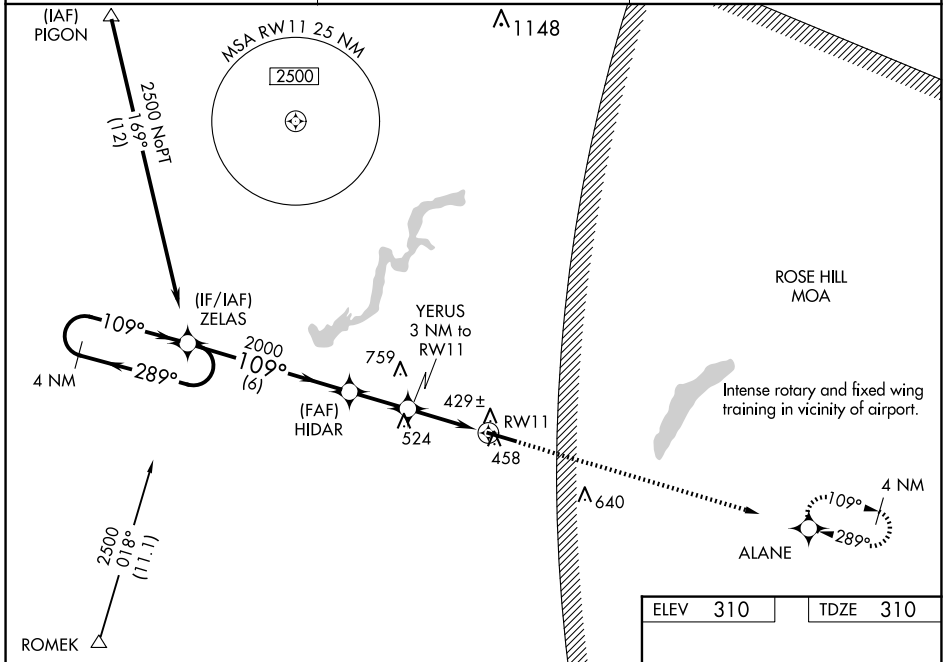 (IAF)
PIGON
MSA RW11 25 NM
2500
1148
2500 NoPT
169°
(12)
ROSE HILL
MOA
(IF/IAF)
ZELAS
YERUS
3 NM to
RW11
109°
289°
4 NM
2000
109°
(6)
759
(FAF)
HIDAR
524
429±
RW11
458
Intense rotary and fixed wing
training in vicinity of airport.
640
4 NM
109°
289°
ALANE
2500
018°
(11.1)
ROMEK
ELEV 310
TDZE 310